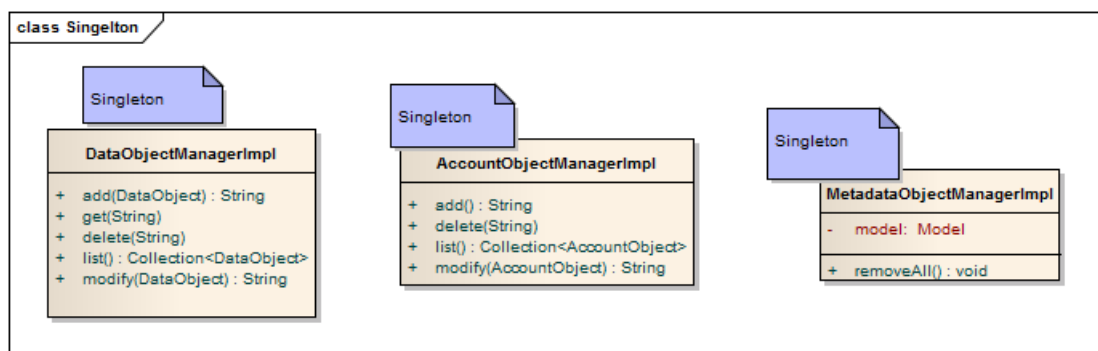 class Singelton
Singleton
DataObjectManagerImpl
+ add(DataObject) : String
+ get(String)
+ delete(String)
+ list() : Collection<DataObject>
+ modify(DataObject) : String
Singleton
AccountObjectManagerImpl
+ add() : String
+ delete(String)
+ list() : Collection<AccountObject>
+ modify(AccountObject) : String
Singleton
MetadataObjectManagerImpl
- model: Model
+ removeAll() : void